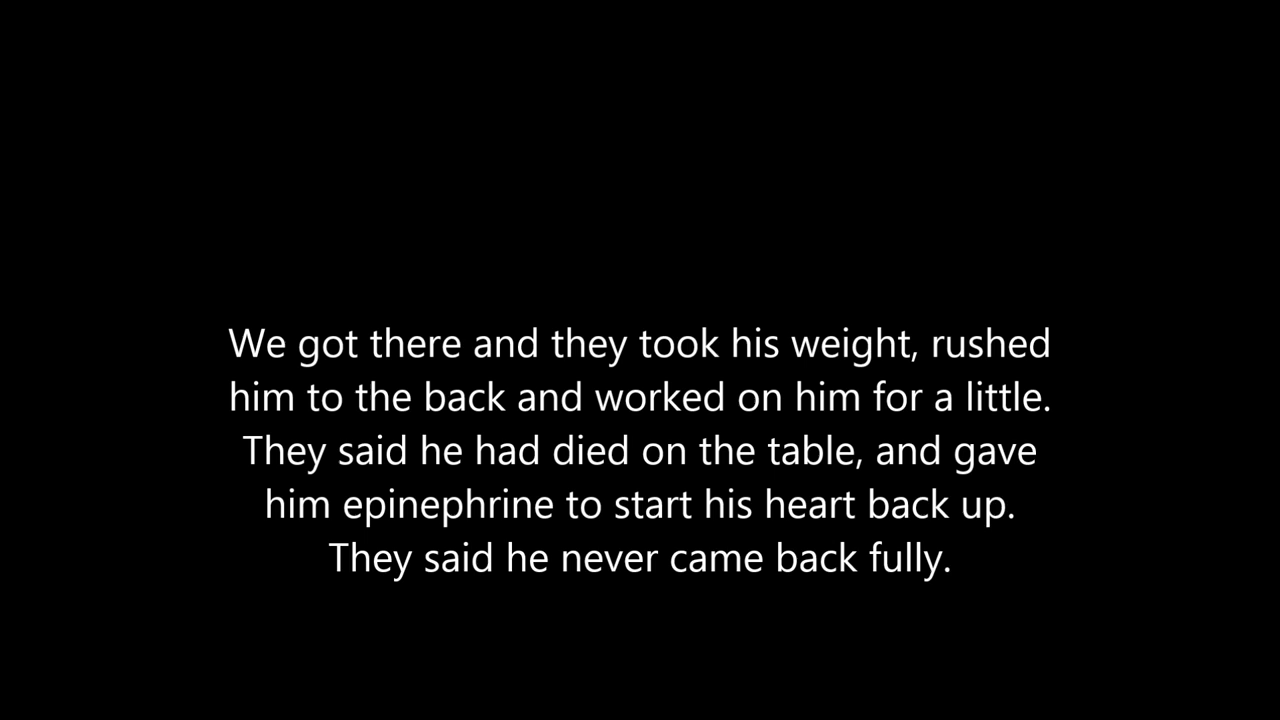 We got there and they took his weight, rushed
him to the back and worked on him for a little.
They said he had died on the table, and gave
him epinephrine to start his heart back up.
They said he never came back fully.